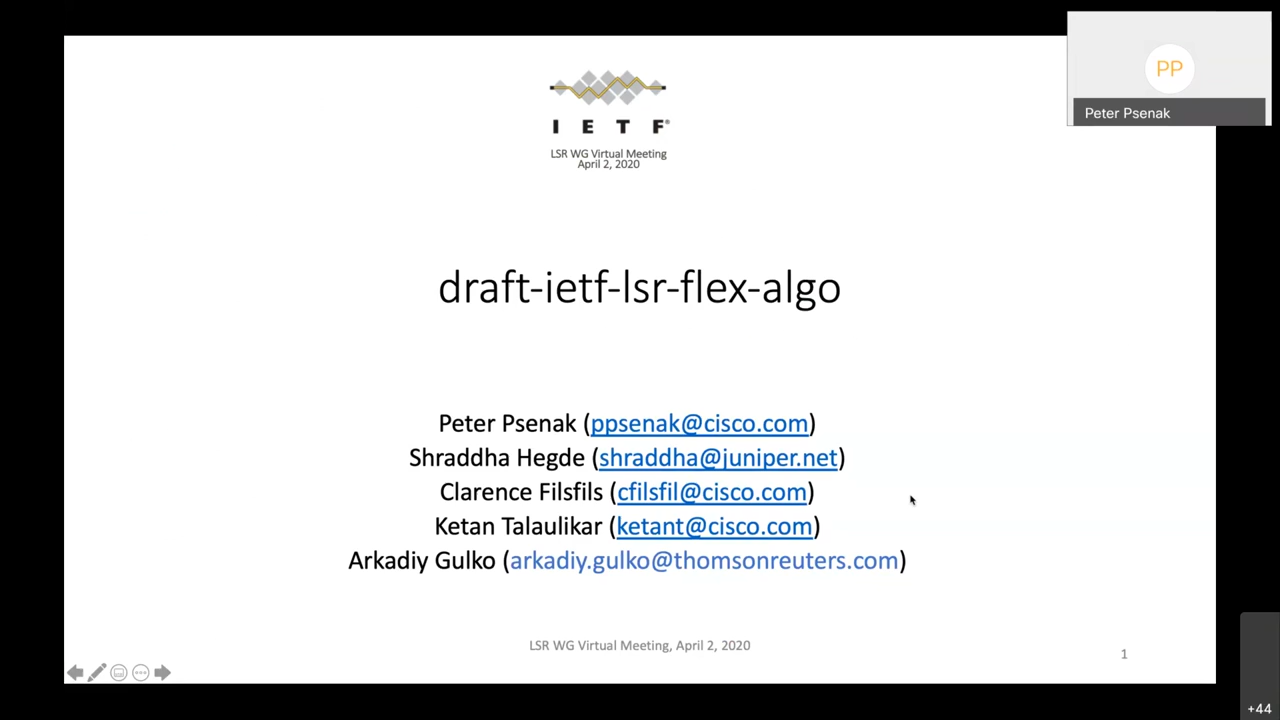 PP
Peter Psenak
I E T F®
LSR WG Virtual Meeting
April 2, 2020
draft-ietf-lsr-flex-algo
Peter Psenak (ppsenak@cisco.com)
Shraddha Hegde (shraddha@juniper.net)
Clarence Filsfils (cfilsfil@cisco.com)
Ketan Talaulikar (ketant@cisco.com)
Arkadiy Gulko (arkadiy.gulko@thomsonreuters.com)
LSR WG Virtual Meeting, April 2, 2020
1
+44